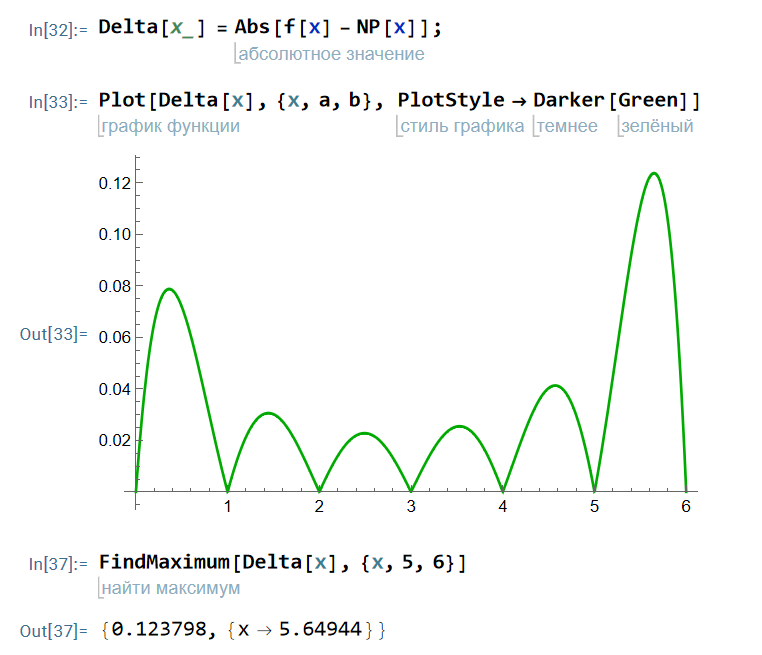 In[32]:= Delta[x_] = Abs[f[x] - NP[x]];
абсолютное значение
In[33]:= Plot[Delta[x], {x, a, b}, PlotStyle → Darker[Green]]
график функции стиль графика темнее зелёный
0.12
0.10
0.08
Out[33]= 0.06
0.04
0.02
1 2 3 4 5 6
In[37]:= FindMaximum[Delta[x], {x, 5, 6}]
найти максимум
Out[37]= {0.123798, {x → 5.64944}}